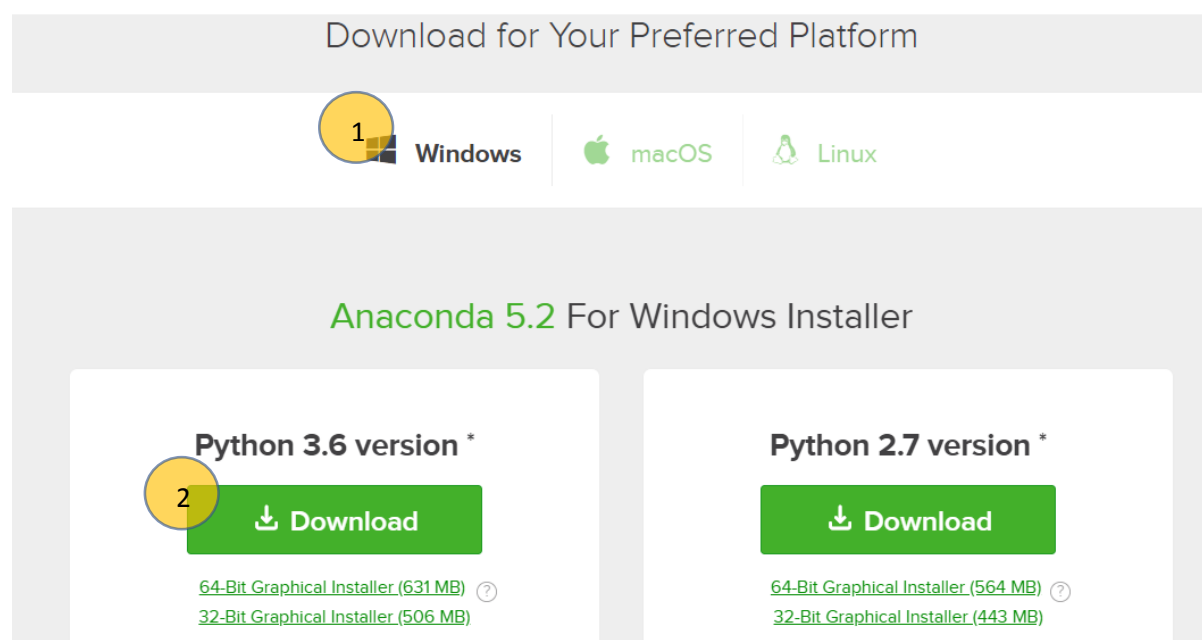 Download for Your Preferred Platform
1
Windows
macOS
Linux
Anaconda 5.2 For Windows Installer
Python 3.6 version *
2
Download
64-Bit Graphical Installer (631 MB) ?
32-Bit Graphical Installer (506 MB)
Python 2.7 version *
Download
64-Bit Graphical Installer (564 MB) ?
32-Bit Graphical Installer (443 MB)